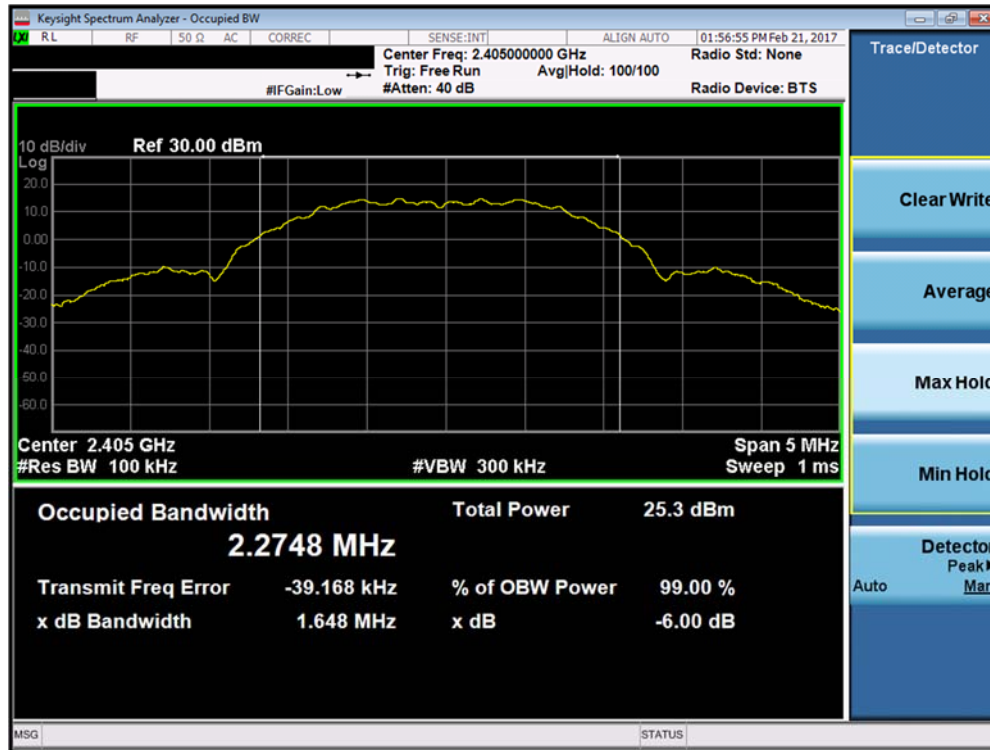 Keysight Spectrum Analyzer - Occupied BW
LXI RL RF 50 Ω AC CORREC SENSE:INT ALIGN AUTO 01:56:55 PM Feb 21, 2017
Center Freq: 2.405000000 GHz Radio Std: None
Trig: Free Run Avg|Hold: 100/100
#IFGain:Low #Atten: 40 dB Radio Device: BTS
10 dB/div Ref 30.00 dBm
Log
20.0
10.0
0.00
-10.0
-20.0
-30.0
-40.0
-50.0
-60.0
Center 2.405 GHz Span 5 MHz
#Res BW 100 kHz #VBW 300 kHz Sweep 1 ms
Occupied Bandwidth Total Power 25.3 dBm
2.2748 MHz
Transmit Freq Error -39.168 kHz % of OBW Power 99.00 %
x dB Bandwidth 1.648 MHz x dB -6.00 dB
MSG STATUS
Trace/Detector
Clear Write
Average
Max Hold
Min Hold
Detector
Peak
Auto Man